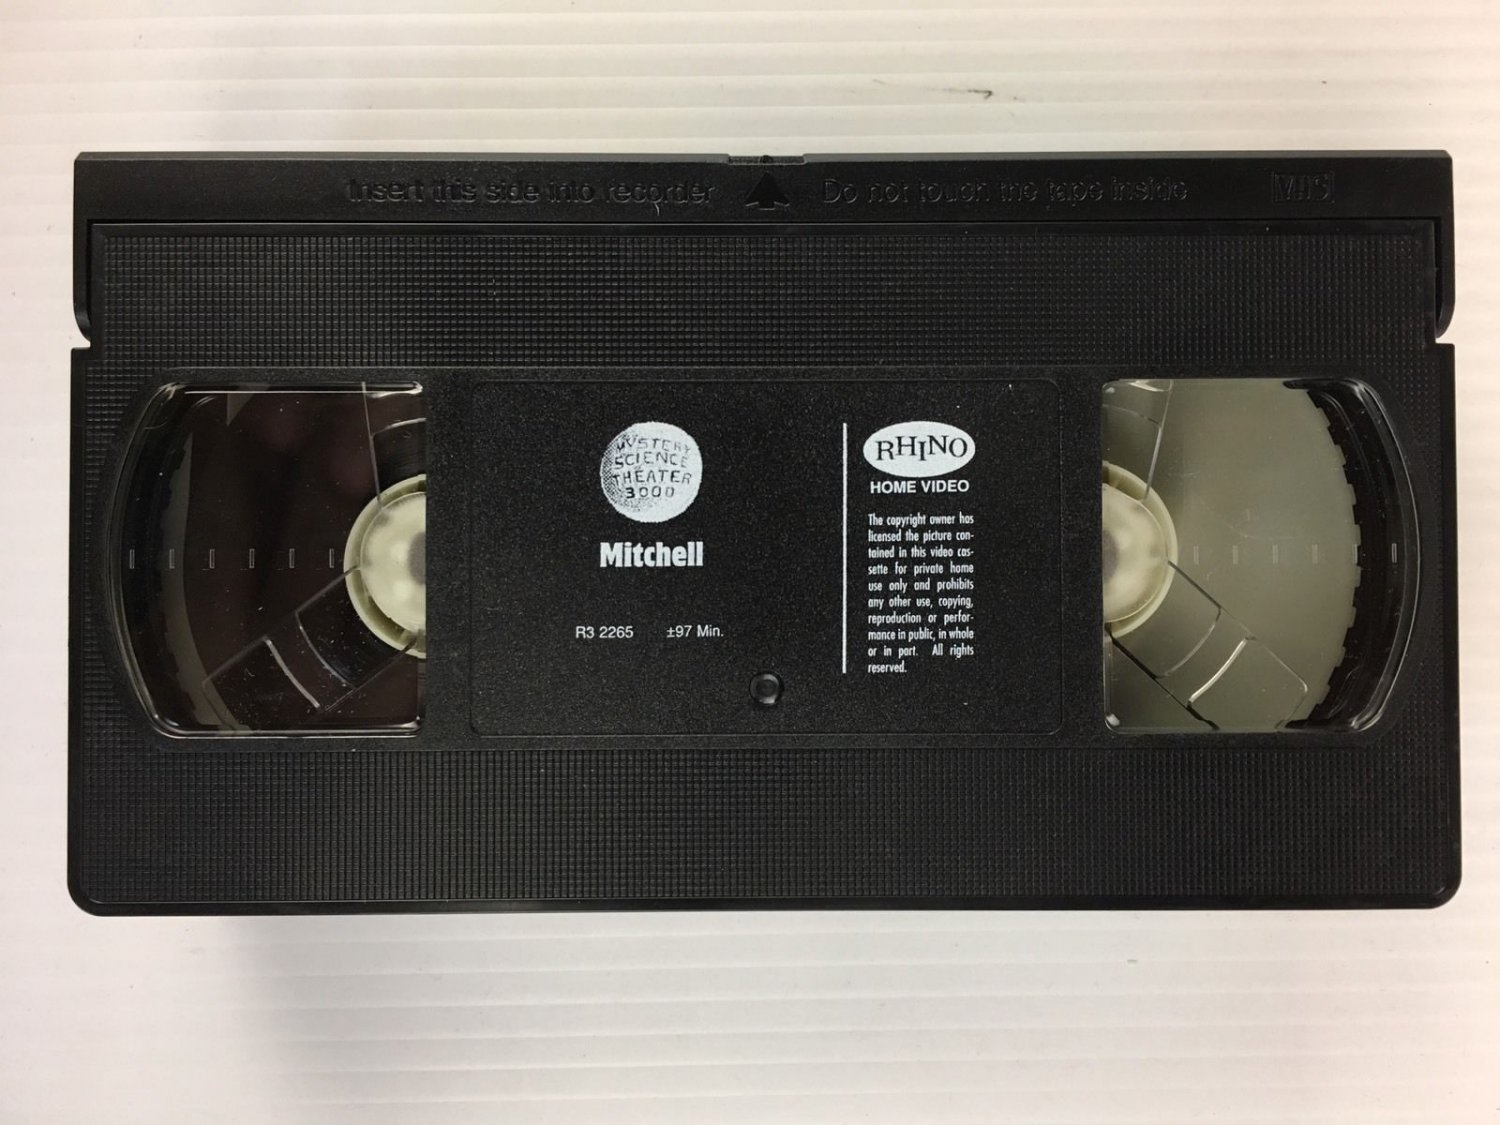 Insert this side into recorder Do not touch the tape inside VHS
MYSTERY
SCIENCE
THEATER
3000
Mitchell
R3 2265 ±97 Min.
RHINO
HOME VIDEO
The copyright owner has
licensed the picture con-
tained in this video cas-
sette for private home
use only and prohibits
any other use, copying,
reproduction or perfor-
mance in public, in whole
or in part. All rights
reserved.